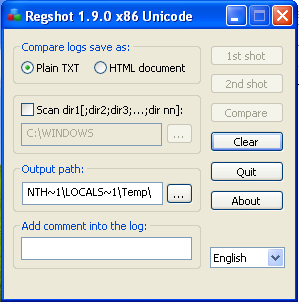 Regshot 1.9.0 x86 Unicode
Compare logs save as:
Plain TXT
HTML document
Scan dir1[;dir2;dir3;...;dir nn]:
C:\WINDOWS
...
Output path:
NTH~1\LOCALS~1\Temp\
...
Add comment into the log:
1st shot
2nd shot
Compare
Clear
Quit
About
English